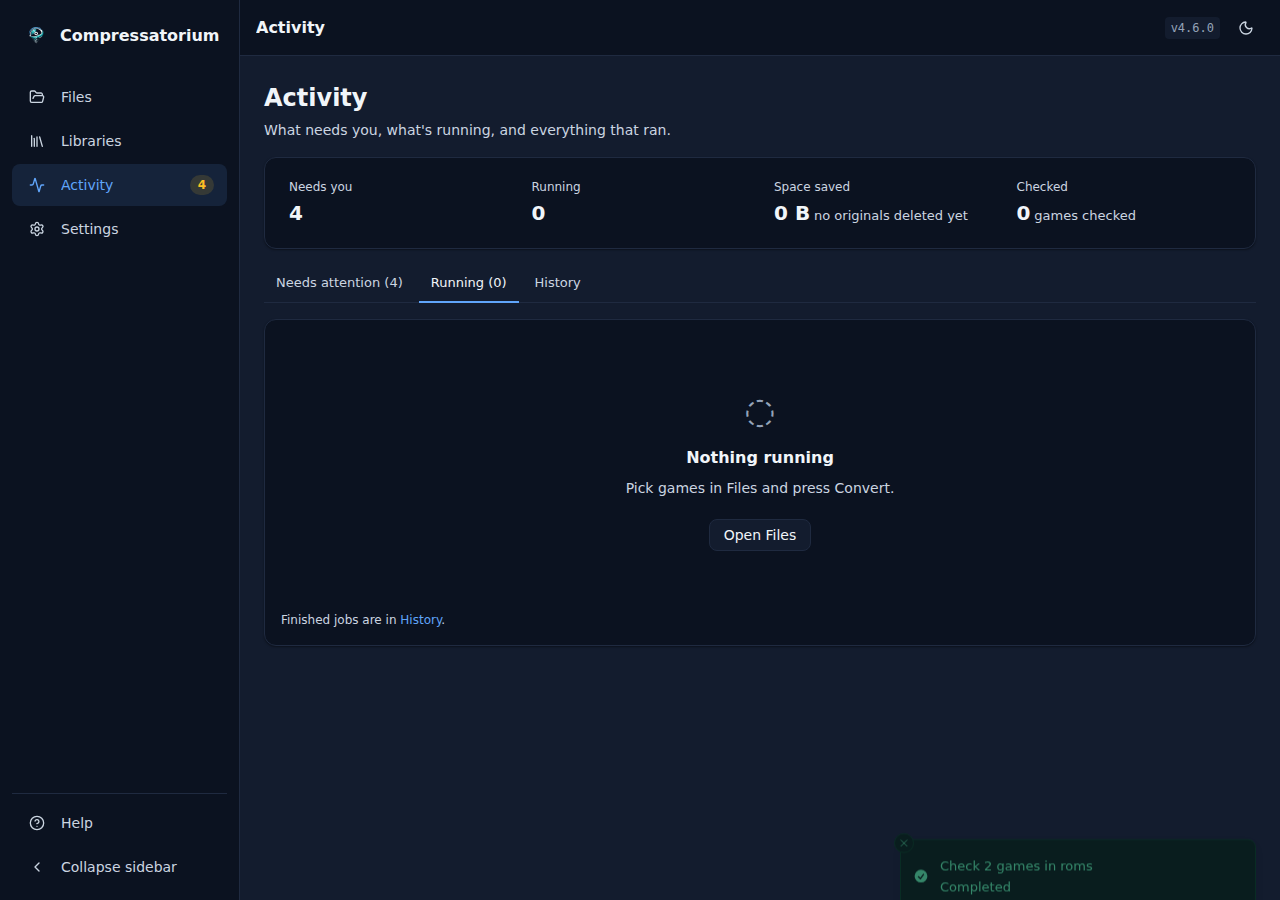 Compressatorium
Files
Libraries
Activity 4
Settings
Help
Collapse sidebar
Activity
v4.6.0
Activity
What needs you, what's running, and everything that ran.
Needs you
4
Running
0
Space saved
0 B no originals deleted yet
Checked
0 games checked
Needs attention (4) Running (0) History
Nothing running
Pick games in Files and press Convert.
Open Files
Finished jobs are in History.
Check 2 games in roms
Completed